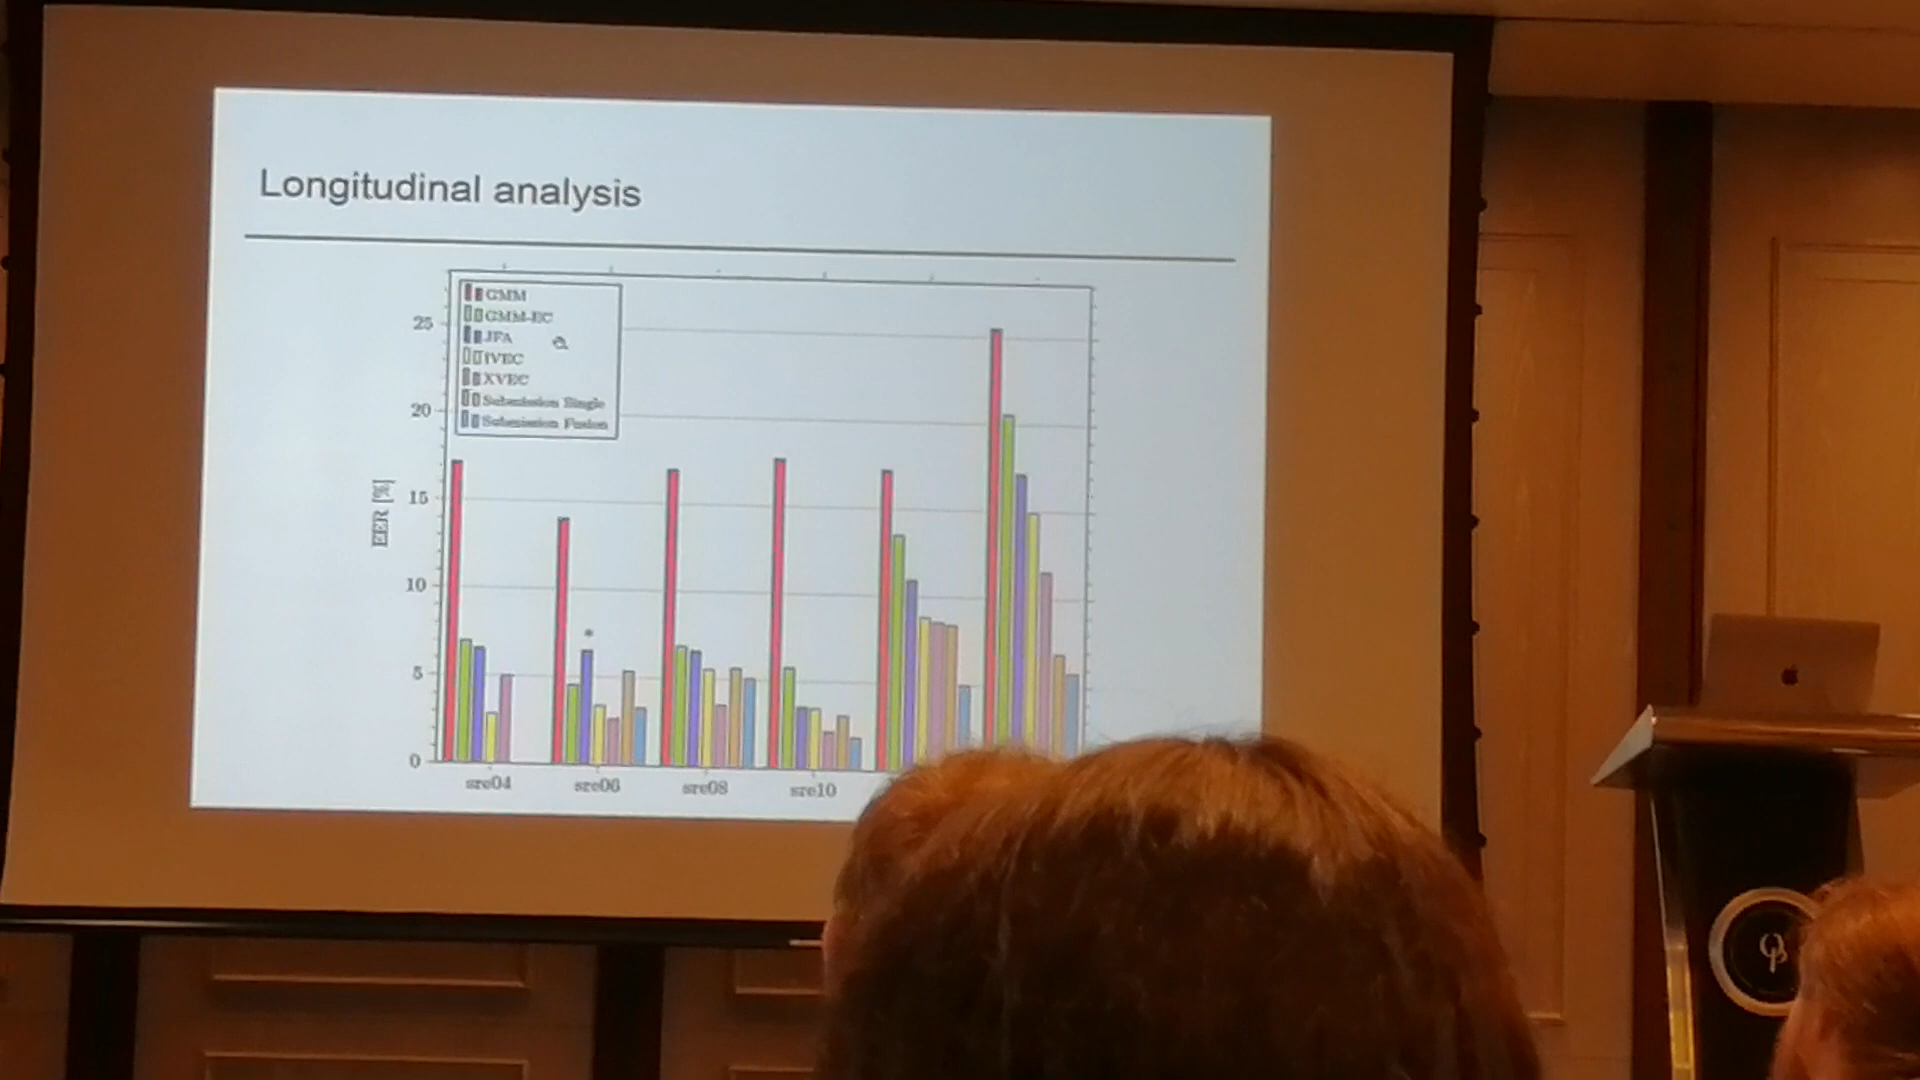 Longitudinal analysis
GMM
GMM-EC
JFA
iVEC
XVEC
Submission Single
Submission Fusion
25
20
15
10
5
0
EER [%]
*
sre04
sre06
sre08
sre10